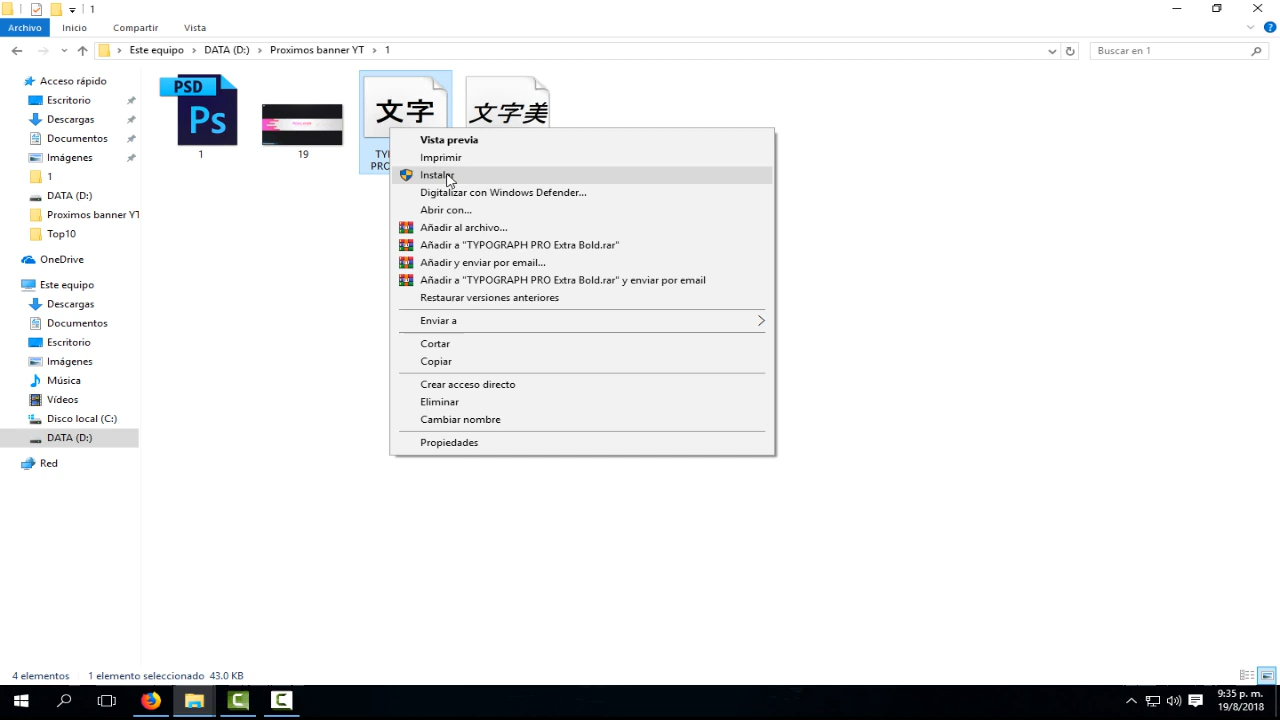 1
Archivo
Inicio
Compartir
Vista
Este equipo
DATA (D:)
Proximos banner YT
1
Buscar en 1
Acceso rápido
Escritorio
Descargas
Documentos
Imágenes
1
DATA (D:)
Proximos banner YT
Top10
OneDrive
Este equipo
Descargas
Documentos
Escritorio
Imágenes
Música
Vídeos
Disco local (C:)
DATA (D:)
Red
PSD
Ps
1
19
文字
文字美
Vista previa
Imprimir
Instalar
Digitalizar con Windows Defender...
Abrir con...
Añadir al archivo...
Añadir a "TYPOGRAPH PRO Extra Bold.rar"
Añadir y enviar por email...
Añadir a "TYPOGRAPH PRO Extra Bold.rar" y enviar por email
Restaurar versiones anteriores
Enviar a
Cortar
Copiar
Crear acceso directo
Eliminar
Cambiar nombre
Propiedades
4 elementos
1 elemento seleccionado 43.0 KB
9:35 p. m.
19/8/2018